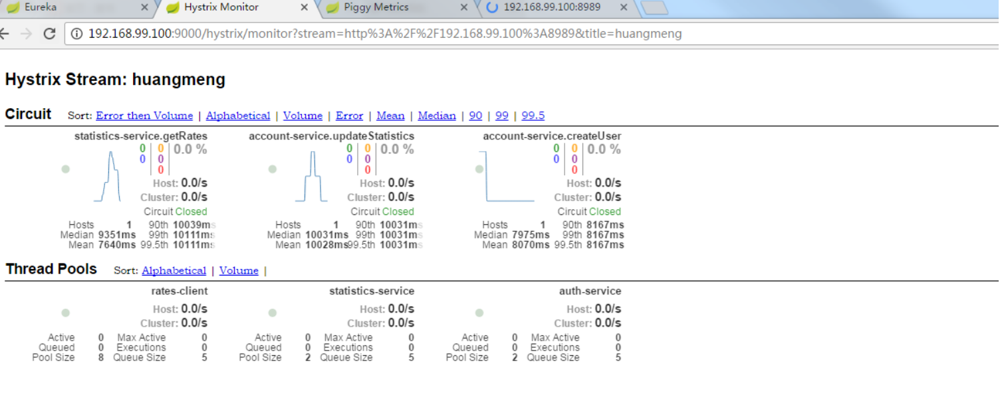 Eureka Hystrix Monitor Piggy Metrics 192.168.99.100:8989
192.168.99.100:9000/hystrix/monitor?stream=http%3A%2F%2F192.168.99.100%3A8989&title=huangmeng
Hystrix Stream: huangmeng
Circuit Sort: Error then Volume | Alphabetical | Volume | Error | Mean | Median | 90 | 99 | 99.5
statistics-service.getRates account-service.updateStatistics account-service.createUser
0 0 0.0 % 0 0 0.0 % 0 0 0.0 %
0 0 0 0 0 0
0 0 0
Host: 0.0/s Host: 0.0/s Host: 0.0/s
Cluster: 0.0/s Cluster: 0.0/s Cluster: 0.0/s
Circuit Closed Circuit Closed Circuit Closed
Hosts 1 90th 10039ms Hosts 1 90th 10031ms Hosts 1 90th 8167ms
Median 9351ms 99th 10111ms Median 10031ms 99th 10031ms Median 7975ms 99th 8167ms
Mean 7640ms 99.5th 10111ms Mean 10028ms 99.5th 10031ms Mean 8070ms 99.5th 8167ms
Thread Pools Sort: Alphabetical | Volume |
rates-client statistics-service auth-service
Host: 0.0/s Host: 0.0/s Host: 0.0/s
Cluster: 0.0/s Cluster: 0.0/s Cluster: 0.0/s
Active 0 Max Active 0 Active 0 Max Active 0 Active 0 Max Active 0
Queued 0 Executions 0 Queued 0 Executions 0 Queued 0 Executions 0
Pool Size 8 Queue Size 5 Pool Size 2 Queue Size 5 Pool Size 2 Queue Size 5